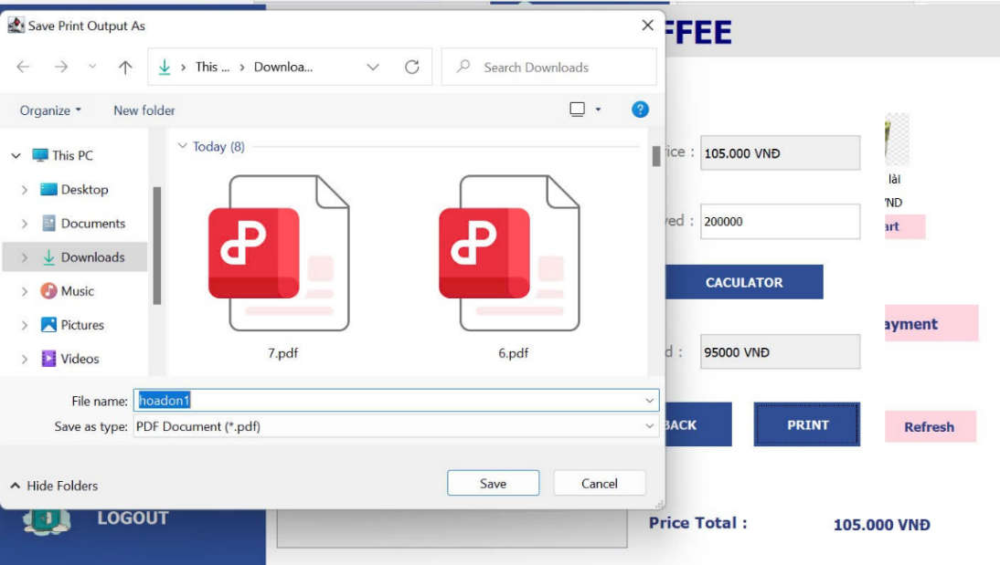 Save Print Output As
This ... > Downloa...
Search Downloads
Organize
New folder
Today (8)
This PC
Desktop
Documents
Downloads
Music
Pictures
Videos
7.pdf
6.pdf
File name: hoadon1
Save as type: PDF Document (*.pdf)
Hide Folders
Save
Cancel
LOGOUT
FFEE
ice : 105.000 VNĐ
ved : 200000
CACULATOR
d : 95000 VNĐ
BACK
PRINT
lài
VND
art
ayment
Refresh
Price Total : 105.000 VNĐ